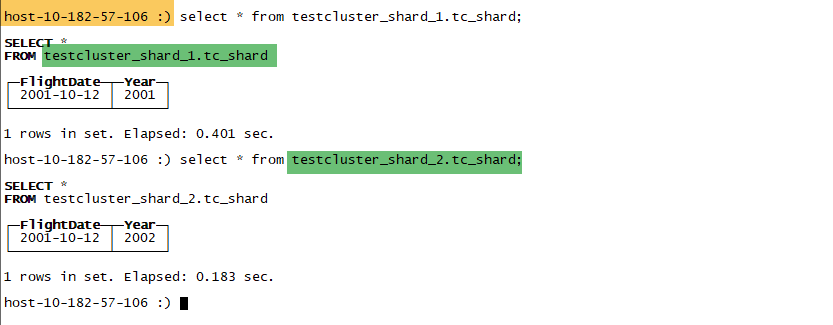 host-10-182-57-106 :) select * from testcluster_shard_1.tc_shard;
SELECT *
FROM testcluster_shard_1.tc_shard
FlightDate Year
2001-10-12 2001
1 rows in set. Elapsed: 0.401 sec.
host-10-182-57-106 :) select * from testcluster_shard_2.tc_shard;
SELECT *
FROM testcluster_shard_2.tc_shard
FlightDate Year
2001-10-12 2002
1 rows in set. Elapsed: 0.183 sec.
host-10-182-57-106 :)